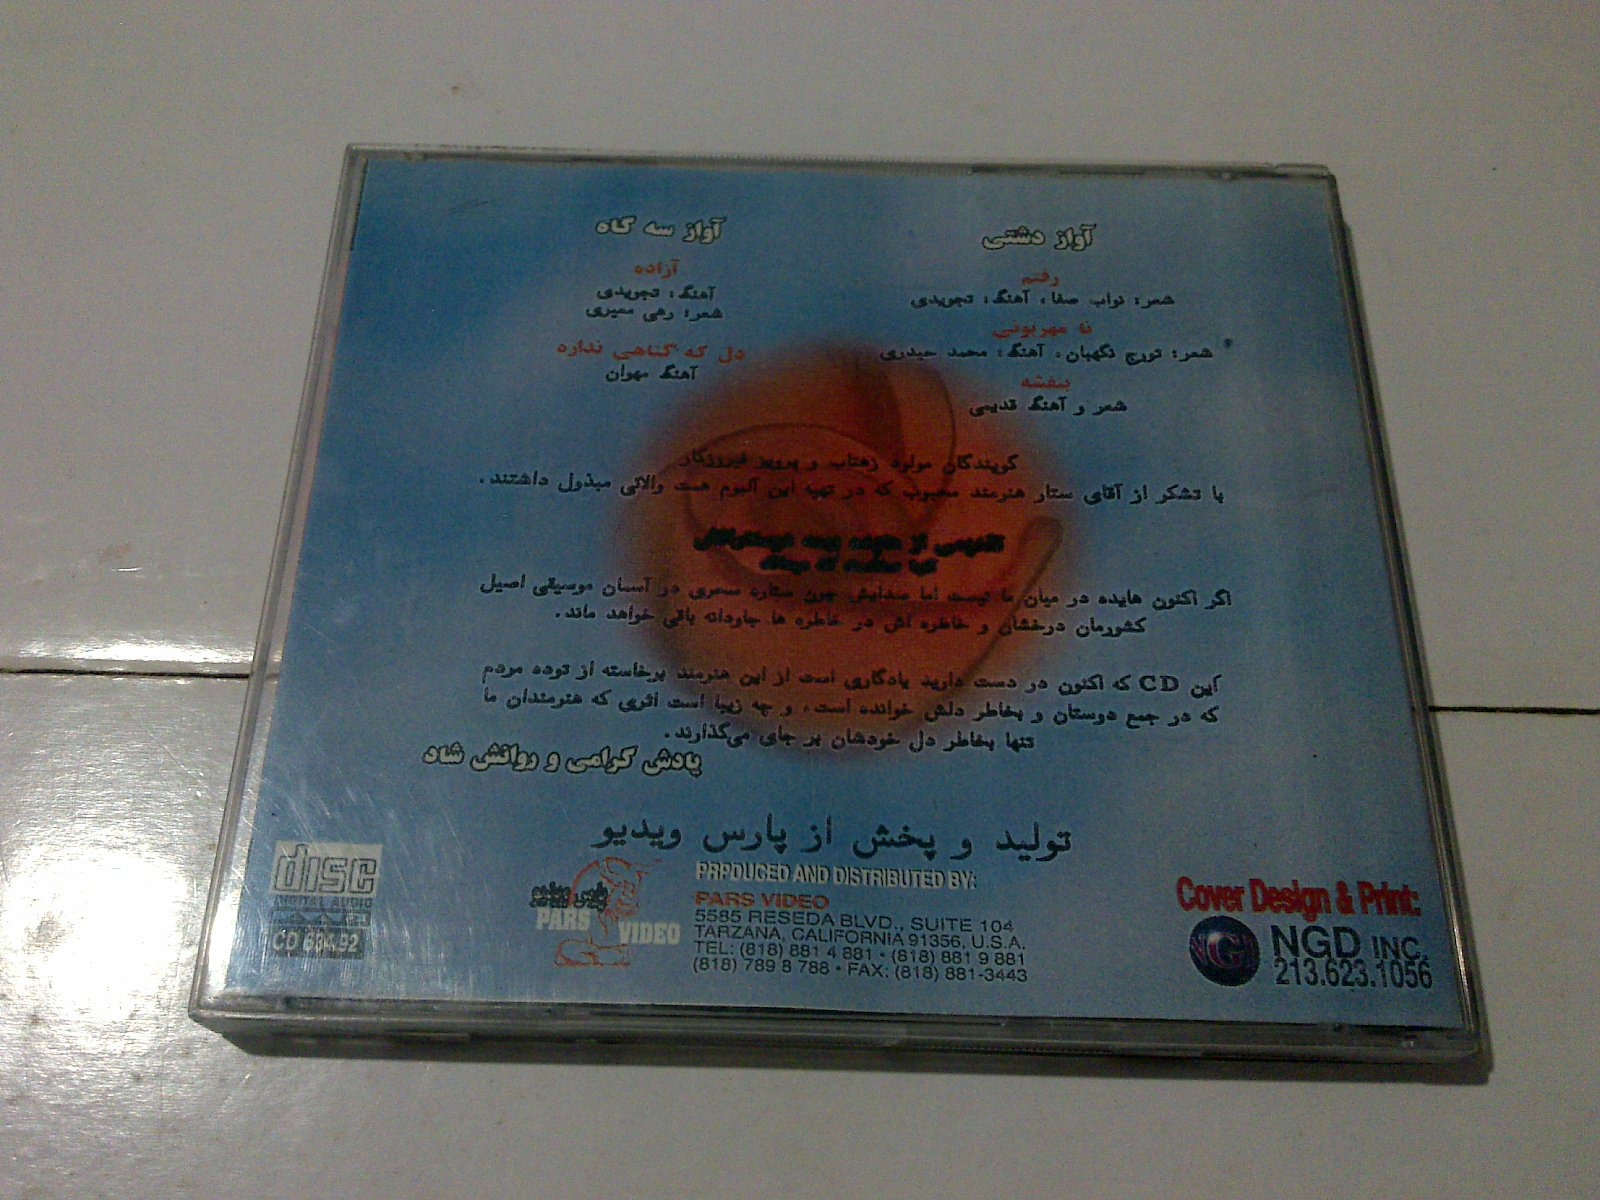 آواز دشتی
رفتم
شعر: نواب صفا، آهنگ: تجویدی
نا مهربونی
شعر: تورج نگهبان، آهنگ: محمد حیدری
بنفشه
شعر و آهنگ قدیمی
آواز سه گاه
آزاده
آهنگ: تجویدی
شعر: رهی معیری
دل که گناهی نداره
آهنگ مهوان
گویندگان مولود زهتاب و پرویز
با تشکر از آقای ستار هنرمند محبوب که در تهیه این آلبوم همت والائی مبذول داشتند.
از هایده
اگر اکنون هایده در میان ما نیست اما صدایش چون ستاره سحری در آسمان موسیقی اصیل
کشورمان درخشان و خاطره اش در خاطره ها جاودانه باقی خواهد ماند.
این CD که اکنون در دست دارید یادگاری است از این هنرمند برخاسته از توده مردم
که در جمع دوستان و بخاطر دلش خوانده است، و چه زیبا است اثری که هنرمندان ما
تنها بخاطر دل خودشان بر جای می‌گذارند.
یادش گرامی و روانش شاد
تولید و پخش از پارس ویدیو
disc
DIGITAL AUDIO
CD
PARS VIDEO
PRPOUCED AND DISTRIBUTED BY:
PARS VIDEO
5585 RESEDA BLVD., SUITE 104
TARZANA, CALIFORNIA 91356, U.S.A.
TEL: (818) 881 4 881 • (818) 881 9 881
(818) 789 8 788 • FAX: (818) 881-3443
Cover Design & Print:
NGD
NGD INC.
213.623.1056